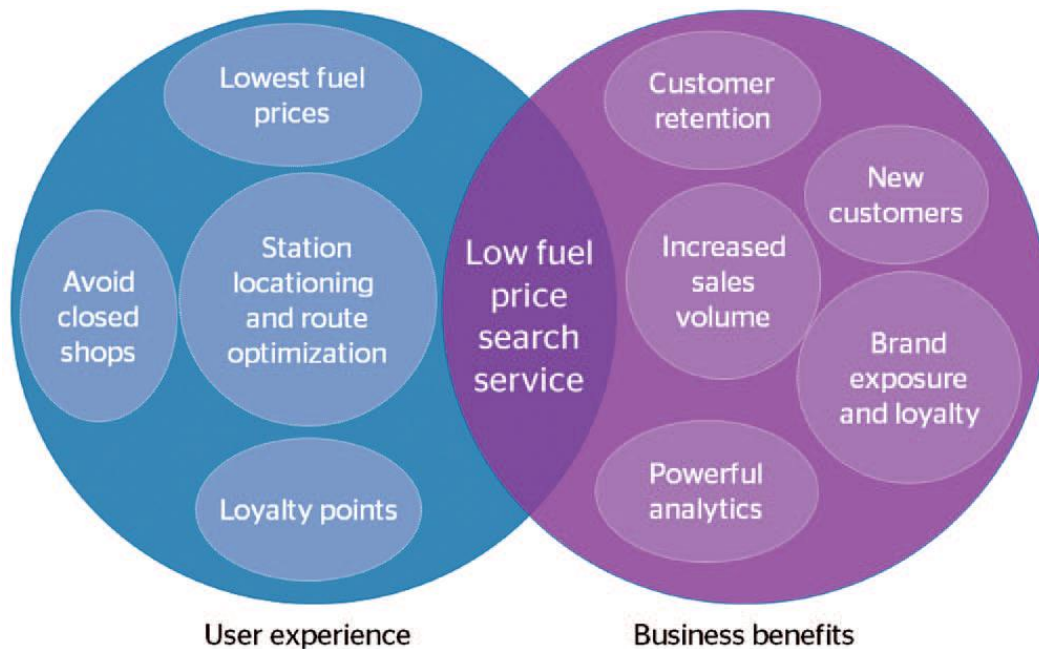 Lowest fuel
prices
Avoid
closed
shops
Station
locationing
and route
optimization
Loyalty points
Low fuel
price
search
service
Customer
retention
New
customers
Increased
sales
volume
Brand
exposure
and loyalty
Powerful
analytics
User experience
Business benefits